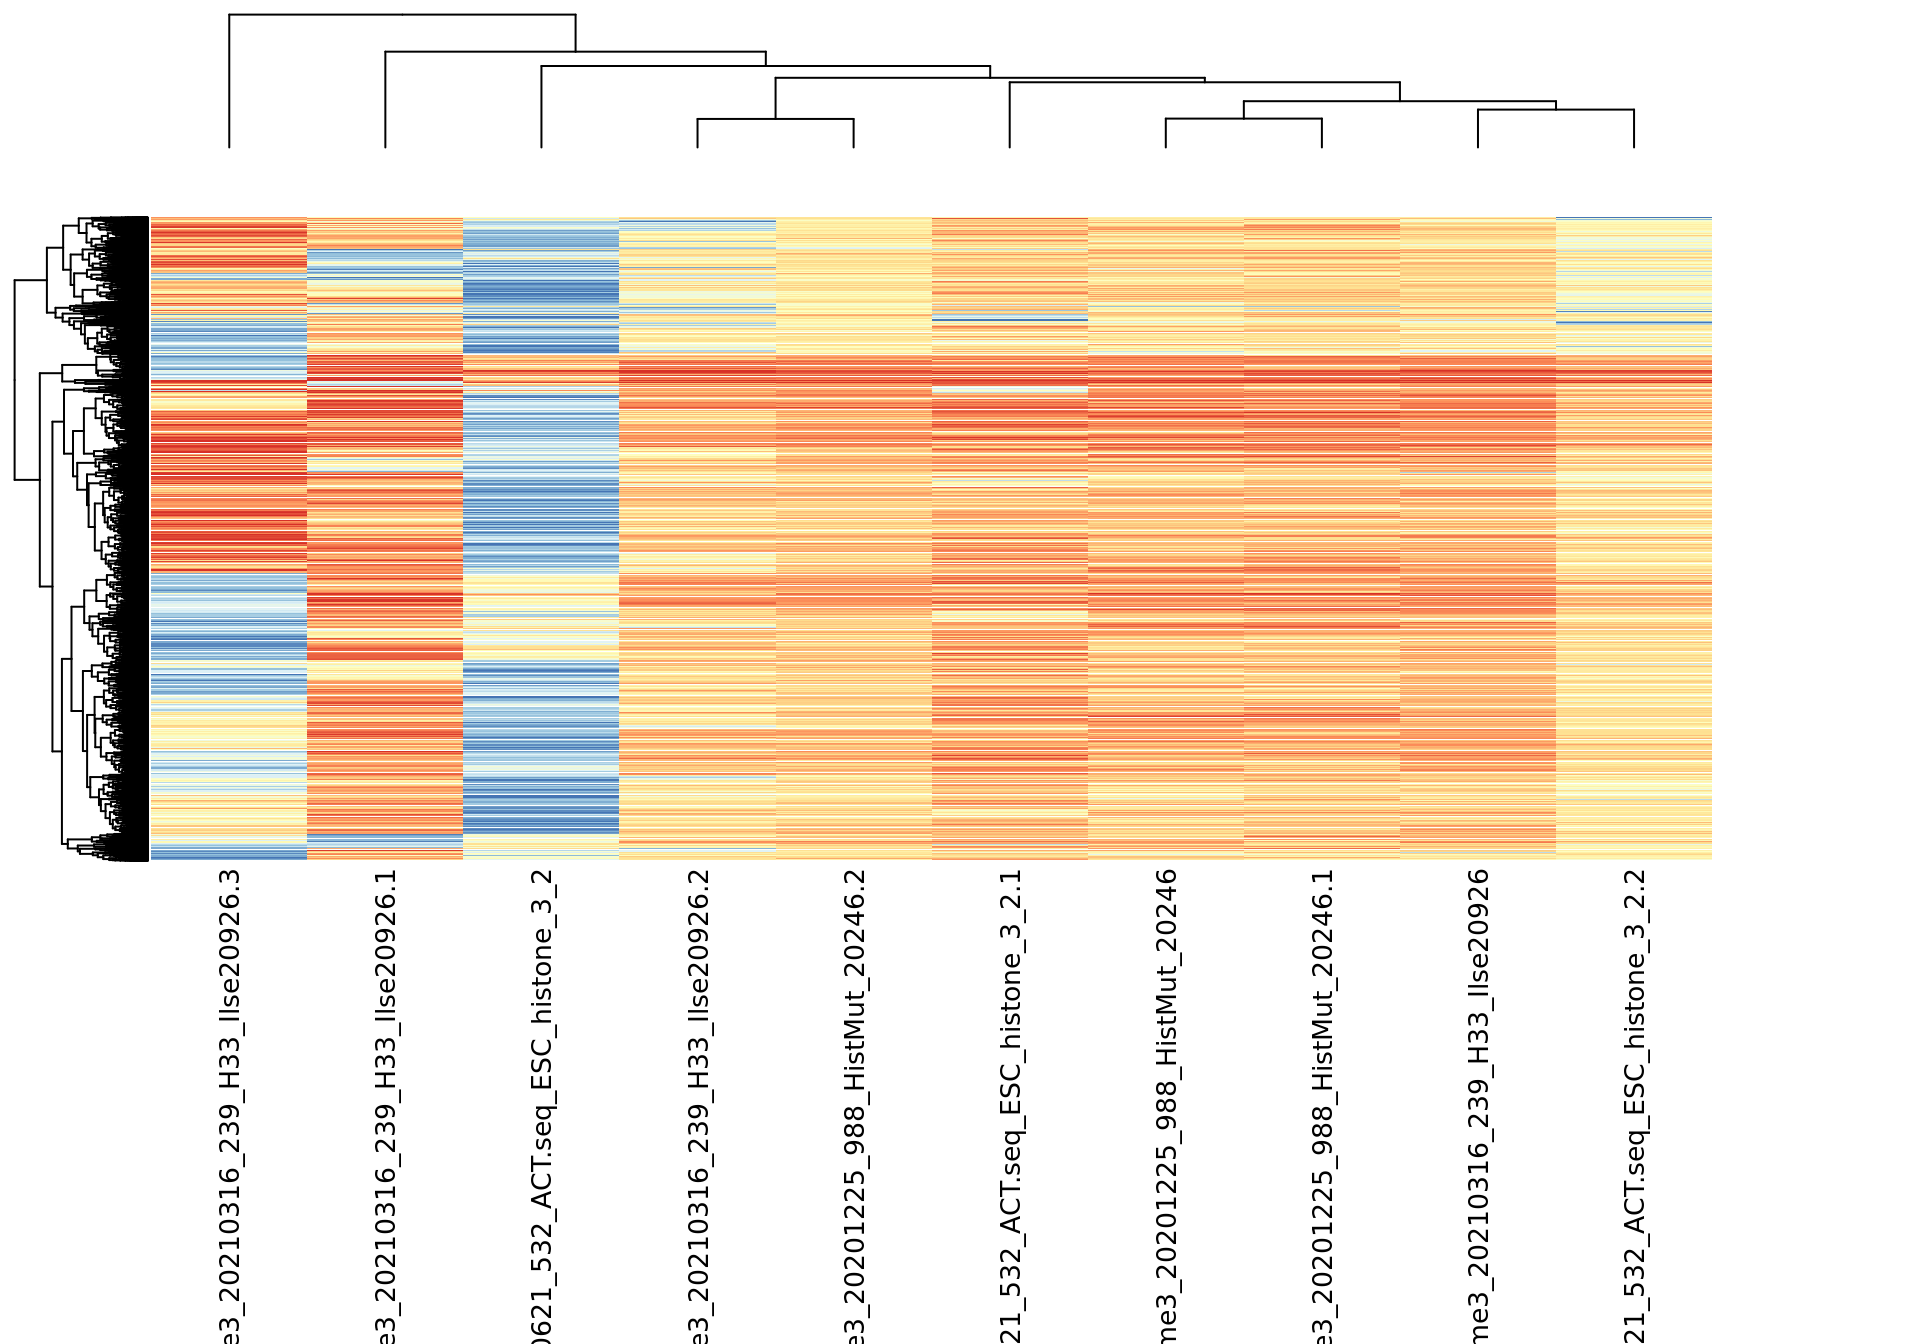 e3_20210316_239_H33_Ilse20926.3
e3_20210316_239_H33_Ilse20926.1
0621_532_ACT.seq_ESC_histone_3_2
e3_20210316_239_H33_Ilse20926.2
e3_20201225_988_HistMut_20246.2
21_532_ACT.seq_ESC_histone_3_2.1
me3_20201225_988_HistMut_20246
e3_20201225_988_HistMut_20246.1
me3_20210316_239_H33_Ilse20926
21_532_ACT.seq_ESC_histone_3_2.2